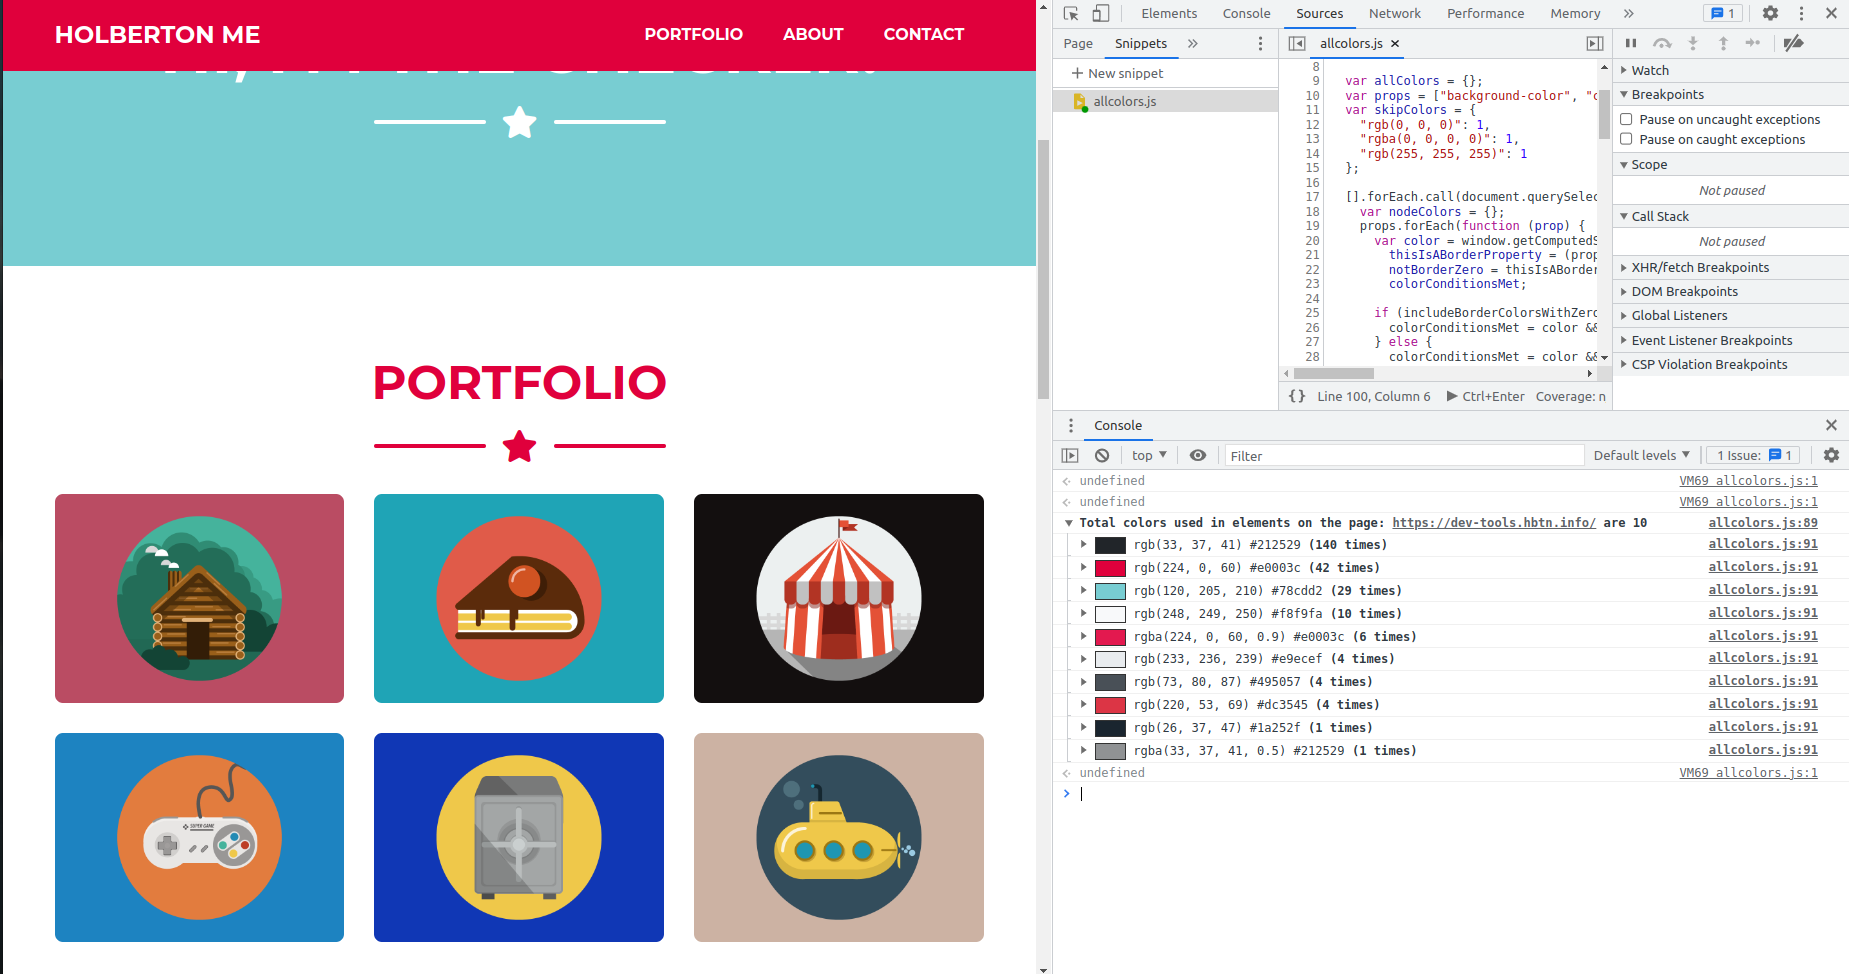 HOLBERTON ME
PORTFOLIO ABOUT CONTACT
PORTFOLIO
SUPER GAME
Elements Console Sources Network Performance Memory » 1
Page Snippets »
allcolors.js
+ New snippet
allcolors.js
8
9 var allColors = {};
10 var props = ["background-color", "c
11 var skipColors = {
12 "rgb(0, 0, 0)": 1,
13 "rgba(0, 0, 0, 0)": 1,
14 "rgb(255, 255, 255)": 1
15 };
16
17 [].forEach.call(document.querySelec
18 var nodeColors = {};
19 props.forEach(function (prop) {
20 var color = window.getComputedS
21 thisIsABorderProperty = (prop
22 notBorderZero = thisIsABorder
23 colorConditionsMet;
24
25 if (includeBorderColorsWithZero
26 colorConditionsMet = color &&
27 } else {
28 colorConditionsMet = color &&
{} Line 100, Column 6 Ctrl+Enter Coverage: n
Watch
Breakpoints
Pause on uncaught exceptions
Pause on caught exceptions
Scope
Not paused
Call Stack
Not paused
XHR/fetch Breakpoints
DOM Breakpoints
Global Listeners
Event Listener Breakpoints
CSP Violation Breakpoints
Console
top Filter Default levels 1 Issue: 1
undefined VM69 allcolors.js:1
undefined VM69 allcolors.js:1
Total colors used in elements on the page: https://dev-tools.hbtn.info/ are 10 allcolors.js:89
rgb(33, 37, 41) #212529 (140 times) allcolors.js:91
rgb(224, 0, 60) #e0003c (42 times) allcolors.js:91
rgb(120, 205, 210) #78cdd2 (29 times) allcolors.js:91
rgb(248, 249, 250) #f8f9fa (10 times) allcolors.js:91
rgba(224, 0, 60, 0.9) #e0003c (6 times) allcolors.js:91
rgb(233, 236, 239) #e9ecef (4 times) allcolors.js:91
rgb(73, 80, 87) #495057 (4 times) allcolors.js:91
rgb(220, 53, 69) #dc3545 (4 times) allcolors.js:91
rgb(26, 37, 47) #1a252f (1 times) allcolors.js:91
rgba(33, 37, 41, 0.5) #212529 (1 times) allcolors.js:91
undefined VM69 allcolors.js:1